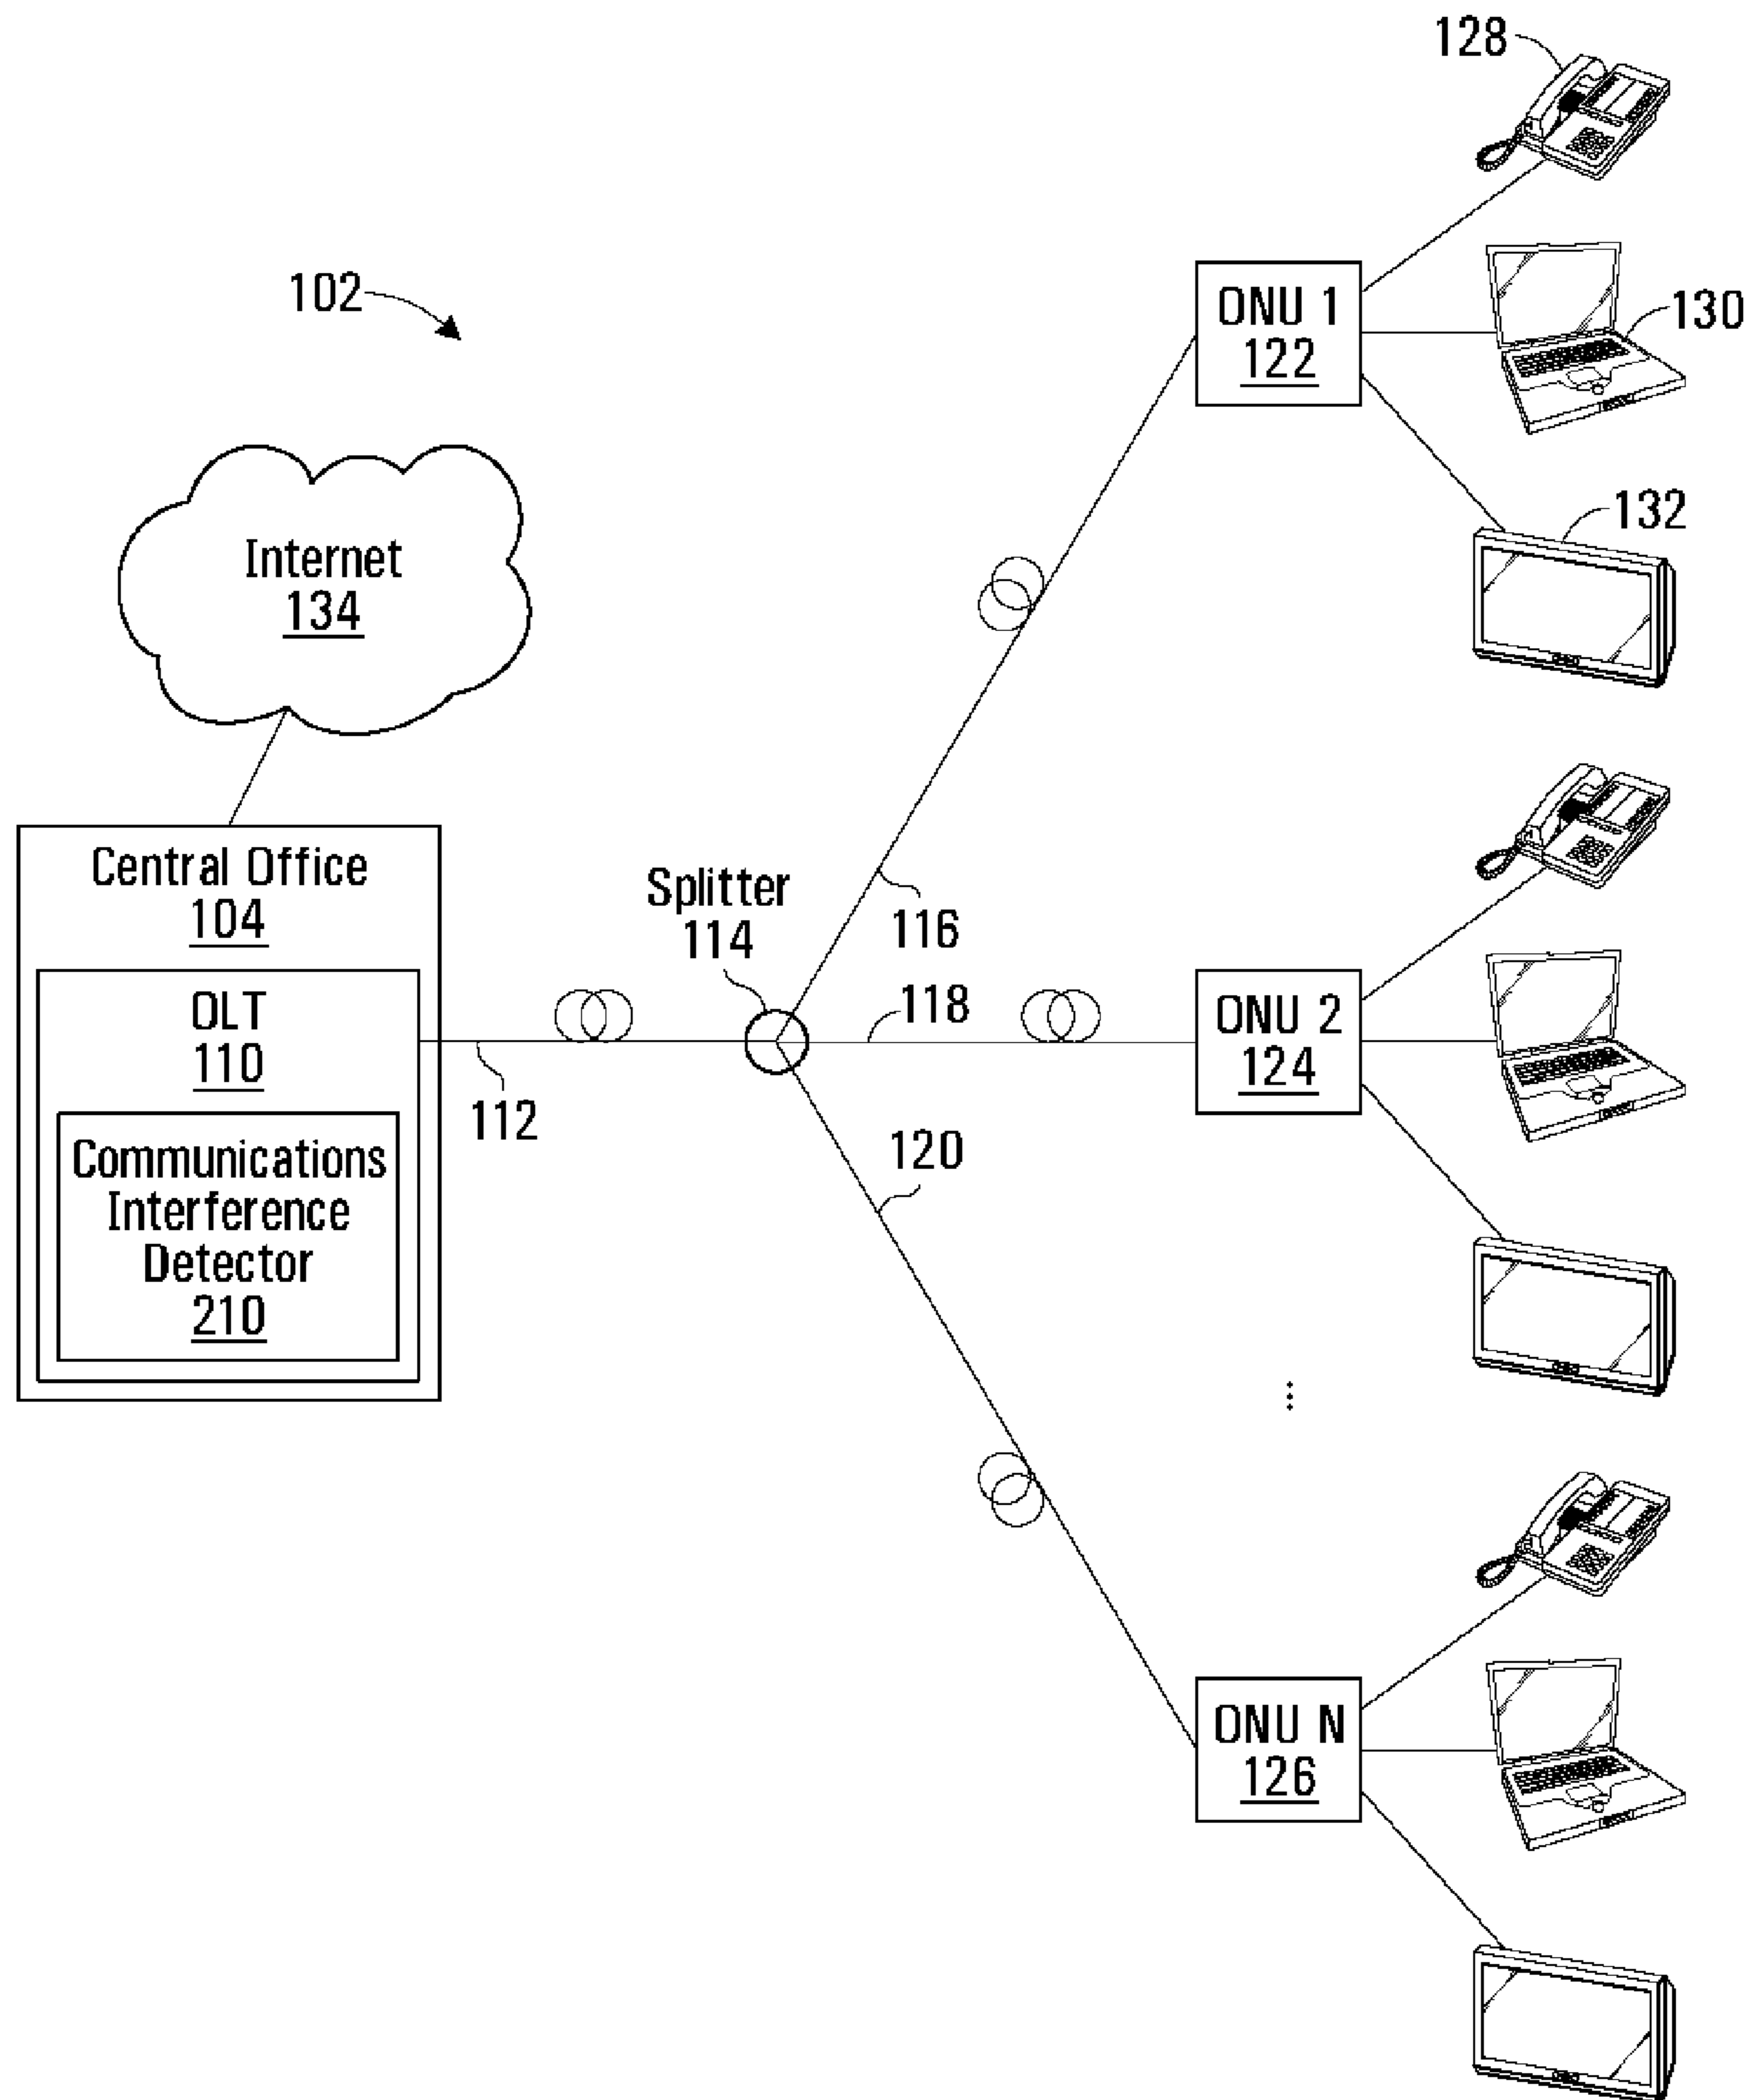 128
102
ONU 1
122
130
132
Internet
134
Central Office
104
Splitter
114
116
118
OLT
110
112
ONU 2
124
120
Communications
Interference
Detector
210
...
ONU N
126